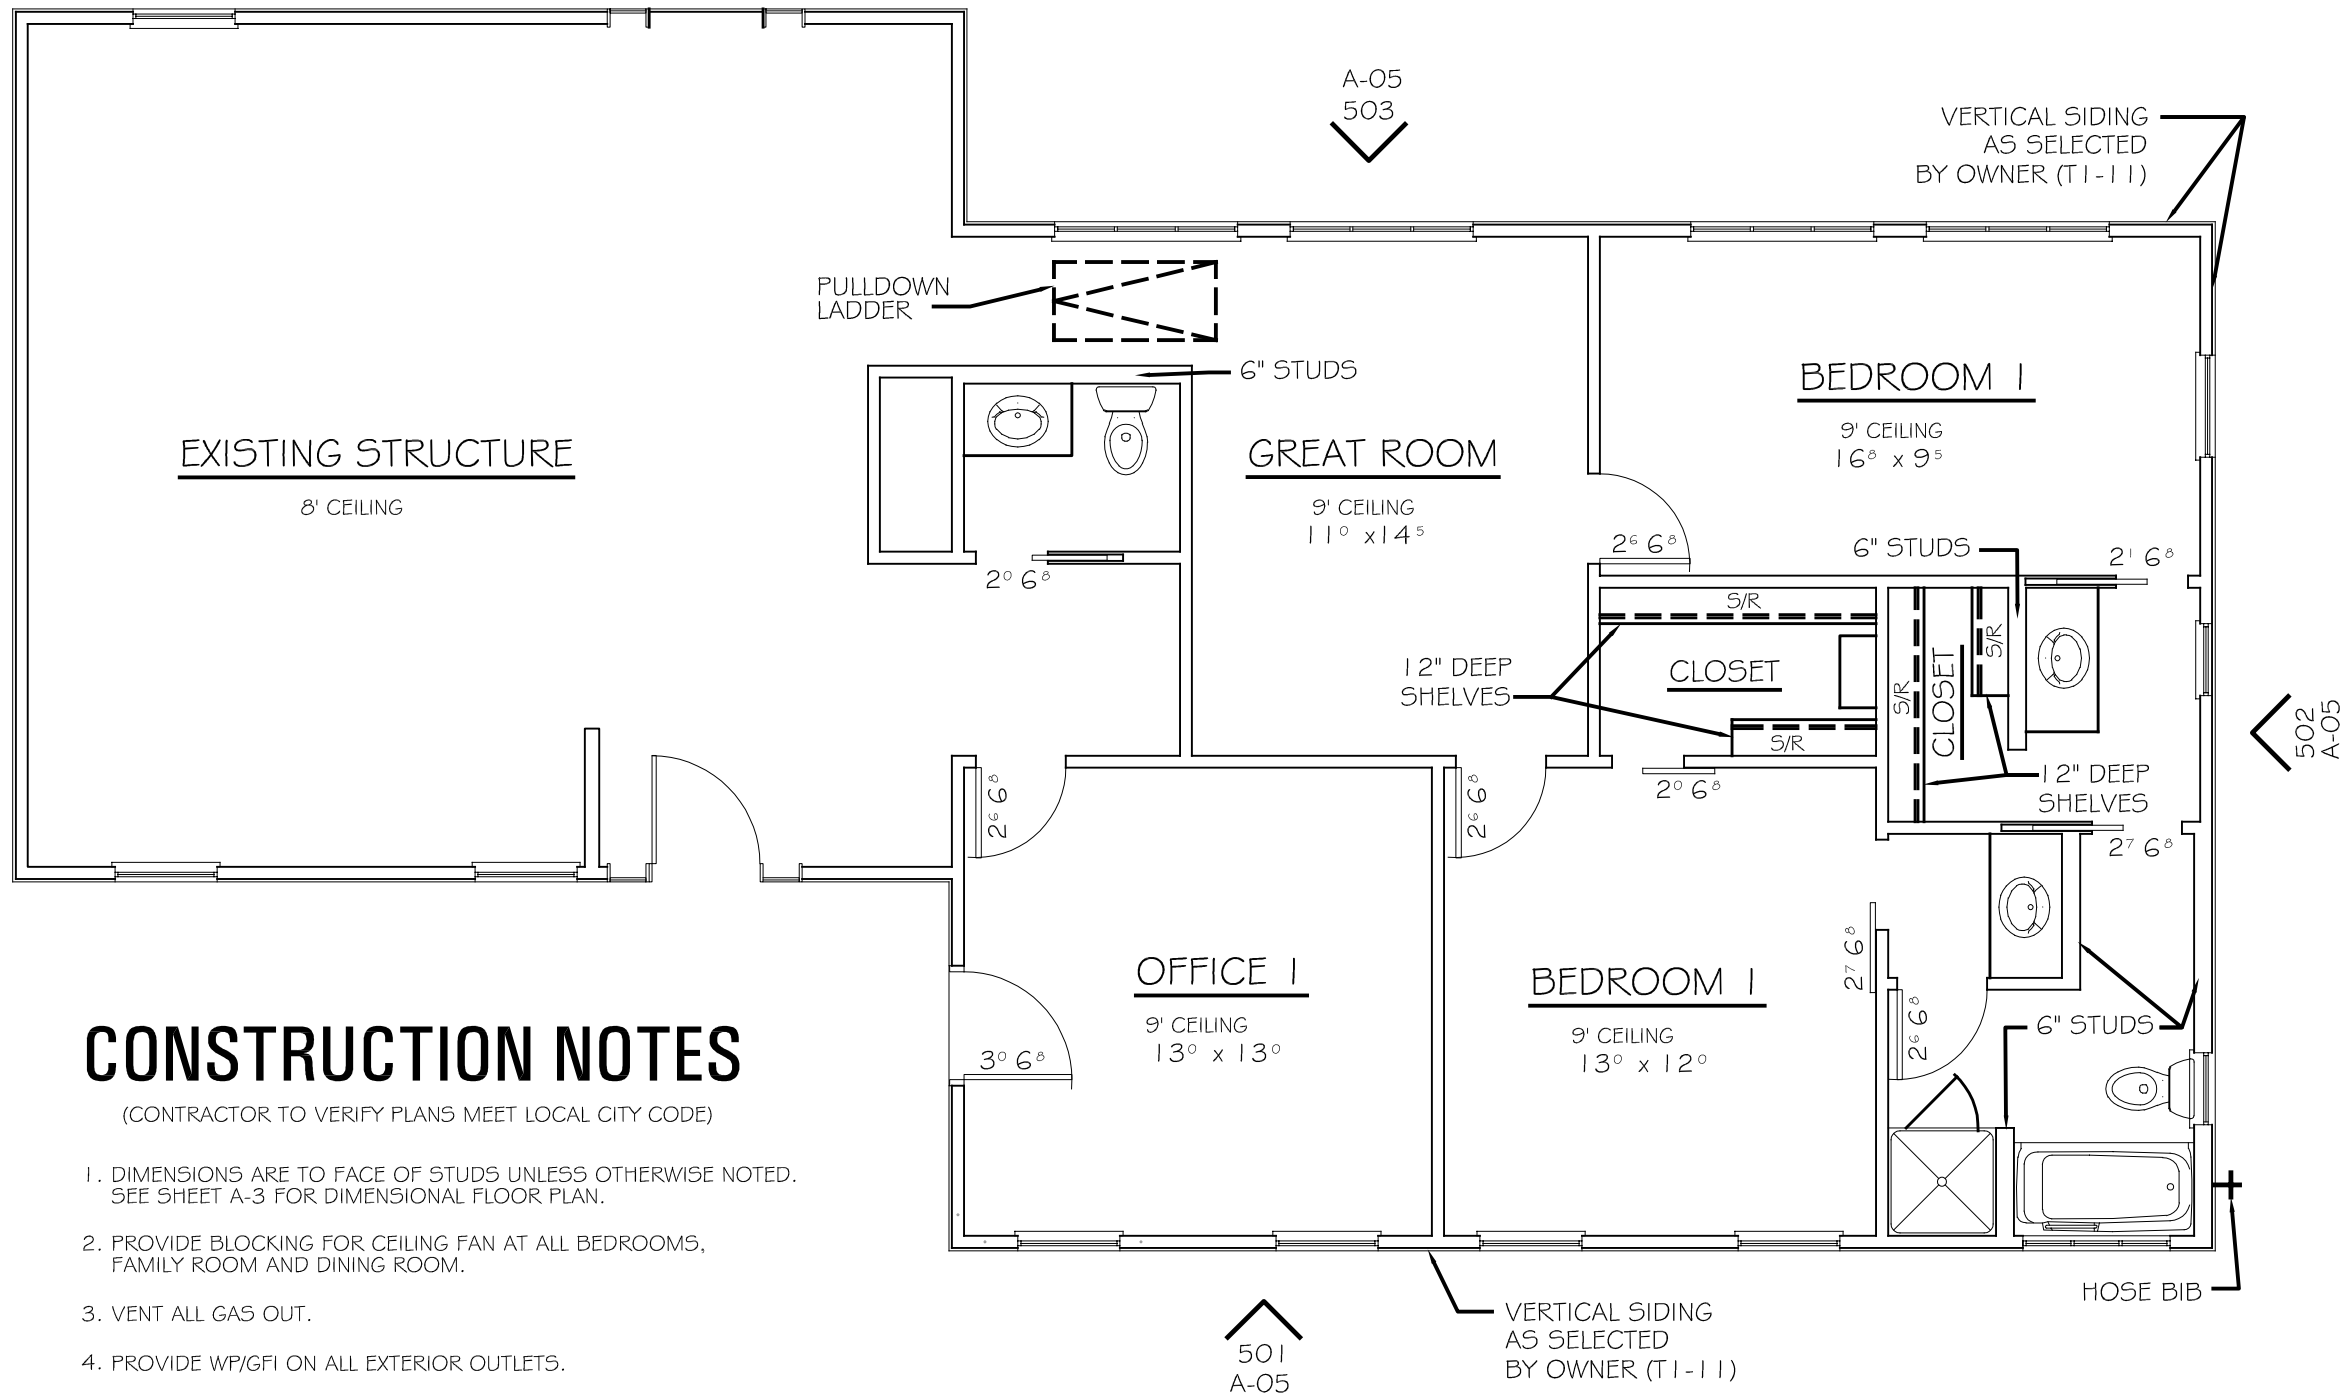 A-05
503
VERTICAL SIDING
AS SELECTED
BY OWNER (T1-11)
PULLDOWN
LADDER
6" STUDS
BEDROOM 1
9' CEILING
16⁸ x 9⁵
EXISTING STRUCTURE
8' CEILING
GREAT ROOM
9' CEILING
11⁰ x14⁵
2⁶ 6⁸
6" STUDS
2¹ 6⁸
2⁰ 6⁸
S/R
12" DEEP
SHELVES
CLOSET
S/R
S/R
CLOSET
S/R
502
A-05
12" DEEP
SHELVES
2⁶ 6⁸
2⁶ 6⁸
2⁰ 6⁸
2⁷ 6⁸
2⁷ 6⁸
OFFICE 1
9' CEILING
13⁰ x 13⁰
3⁰ 6⁸
BEDROOM 1
9' CEILING
13⁰ x 12⁰
2⁶ 6⁸
6" STUDS
HOSE BIB
VERTICAL SIDING
AS SELECTED
BY OWNER (T1-11)
501
A-05
CONSTRUCTION NOTES
(CONTRACTOR TO VERIFY PLANS MEET LOCAL CITY CODE)
1. DIMENSIONS ARE TO FACE OF STUDS UNLESS OTHERWISE NOTED.
SEE SHEET A-3 FOR DIMENSIONAL FLOOR PLAN.
2. PROVIDE BLOCKING FOR CEILING FAN AT ALL BEDROOMS,
FAMILY ROOM AND DINING ROOM.
3. VENT ALL GAS OUT.
4. PROVIDE WP/GFI ON ALL EXTERIOR OUTLETS.